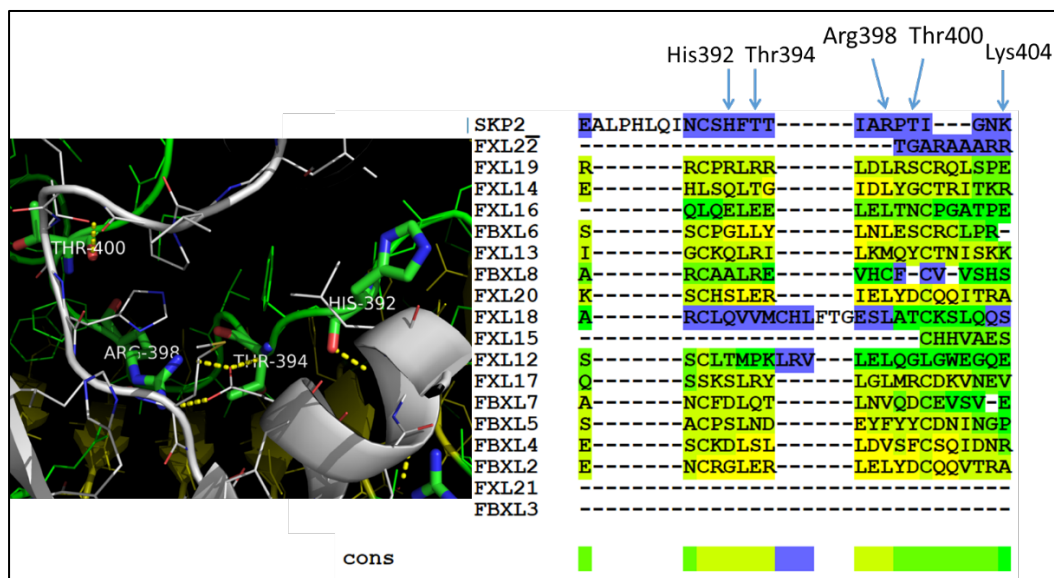 His392
Thr394
Arg398
Thr400
Lys404
SKP2 EALPHLQINCSHFTT------IARPTI---GNK
FXL22 ------------------------TGARAAARR
FXL19 R-------RCPRLRR------LDLRSCRQLSPE
FXL14 E-------HLSQLTG------IDLYGCTRITKR
FXL16 --------QLQELEE------LELTNCPGATPE
FBXL6 S-------SCPGLLY------LNLESCRCLPR-
FXL13 I-------GCKQLRI------LKMQYCTNISKK
FBXL8 A-------RCAALRE------VHCF-CV-VSHS
FXL20 K-------SCHSLER------IELYDCQQITRA
FXL18 A-------RCLQVVMCHLFTGESLATCKSLQQS
FXL15 --------------------------CHHVAES
FXL12 S-------SCLTMPKLRV---LELQGLGWEGQE
FXL17 Q-------SSKSLRY------LGLMRCDKVNEV
FBXL7 A-------NCFDLQT------LNVQDCEVSV-E
FBXL5 S-------ACPSLND------EYFYYCDNINGP
FBXL4 E-------SCKDLSL------LDVSFCSQIDNR
FBXL2 E-------NCRGLER------LELYDCQQVTRA
FXL21 ---------------------------------
FBXL3 ---------------------------------
cons
THR-400
HIS-392
ARG-398
THR-394